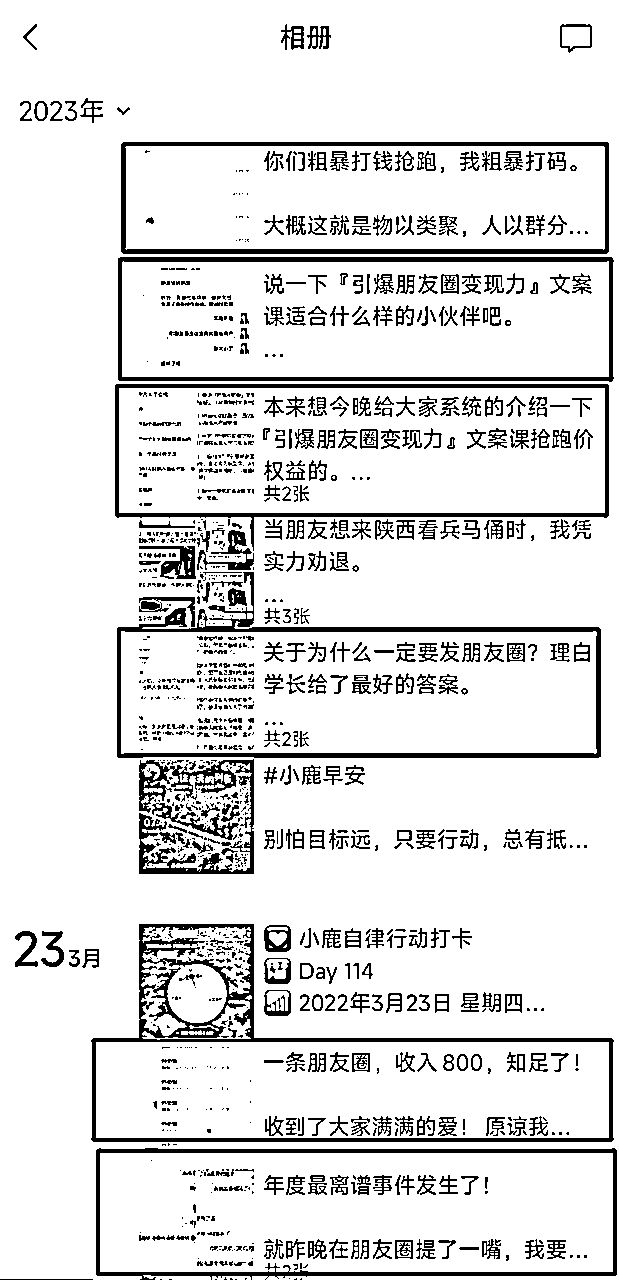 相册
2023年
你们粗暴打钱抢跑，我粗暴打码。
大概这就是物以类聚，人以群分...
说一下『引爆朋友圈变现力』文案
课适合什么样的小伙伴吧。
...
本来想今晚给大家系统的介绍一下
『引爆朋友圈变现力』文案课抢跑价
权益的。...
共2张
当朋友想来陕西看兵马俑时，我凭
实力劝退。
...
共3张
关于为什么一定要发朋友圈？理白
学长给了最好的答案。
...
共2张
#小鹿早安
别怕目标远，只要行动，总有抵...
23 3月
小鹿自律行动打卡
Day 114
2022年3月23日 星期四...
一条朋友圈，收入800，知足了！
收到了大家满满的爱！原谅我...
年度最离谱事件发生了！
就昨晚在朋友圈提了一嘴，我要...
共2张